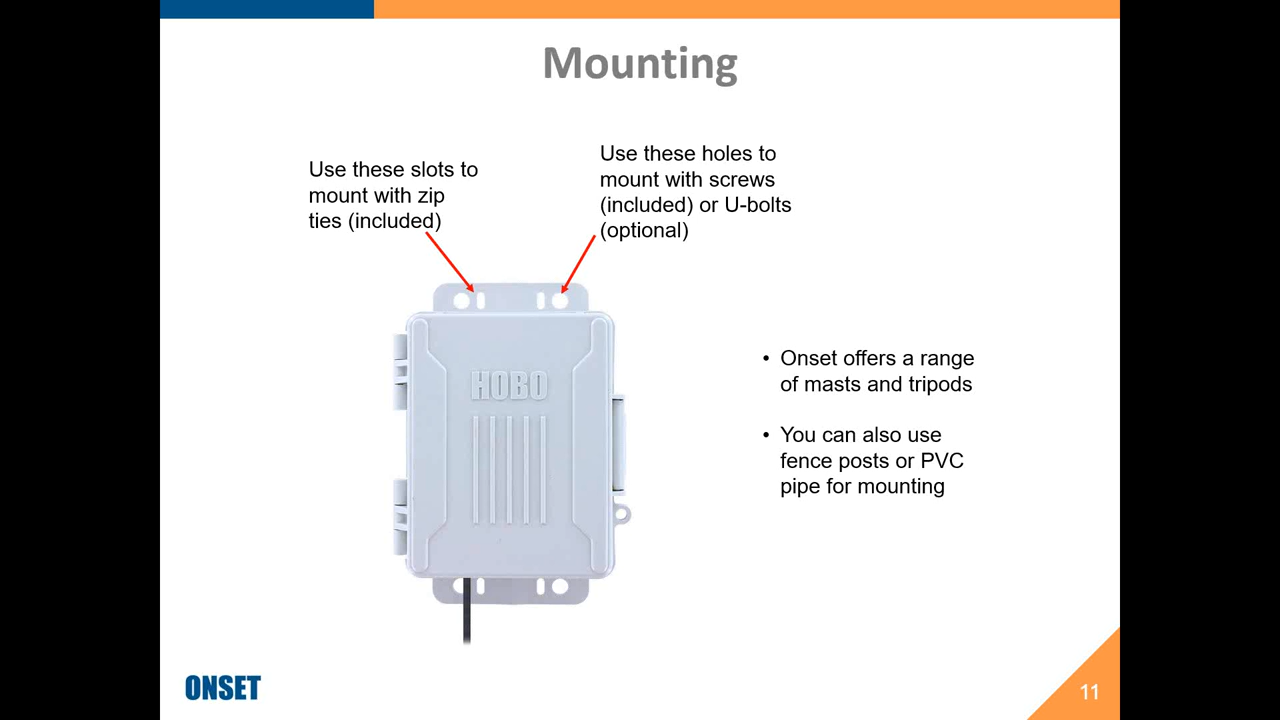 Mounting
Use these slots to
mount with zip
ties (included)
Use these holes to
mount with screws
(included) or U-bolts
(optional)
HOBO
• Onset offers a range
of masts and tripods
• You can also use
fence posts or PVC
pipe for mounting
ONSET
11